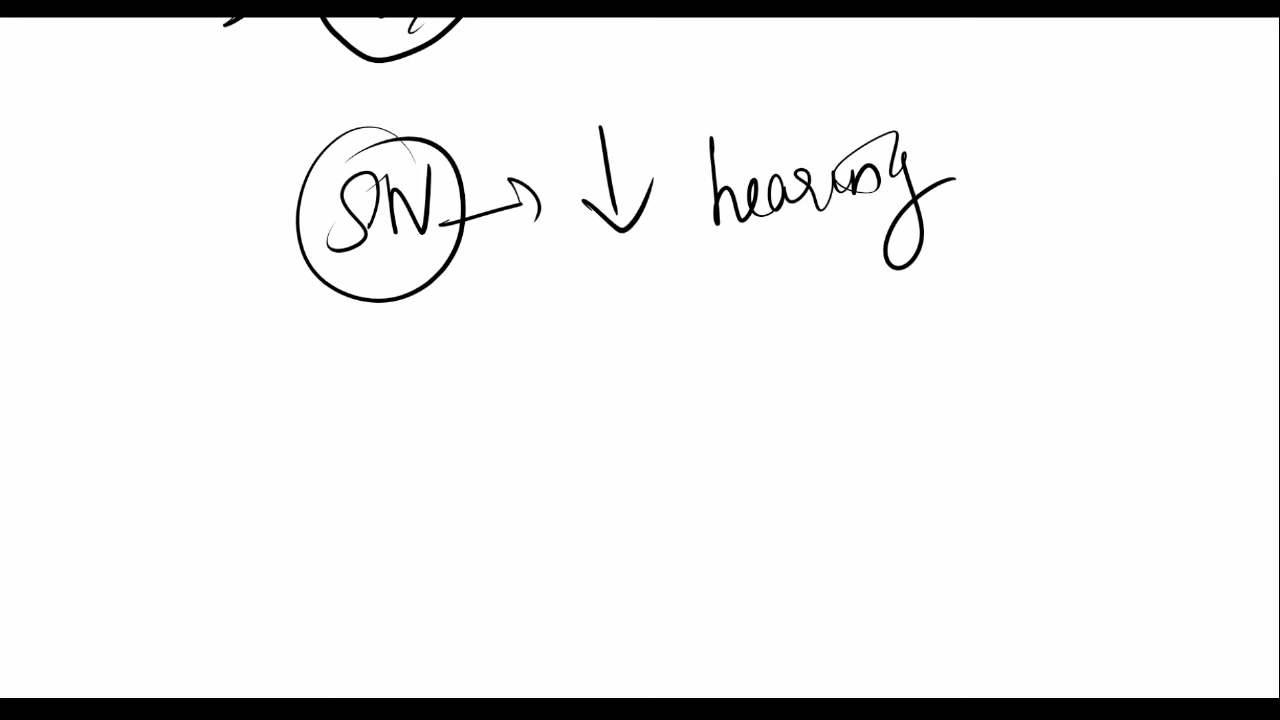 SN → ↓ hearing